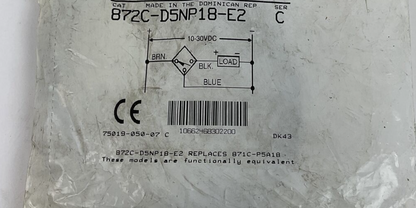 CAT. MADE IN THE DOMINICAN REP SER
872C-D5NP18-E2 C
10-30VDC
+ -
BRN. BLK. LOAD
BLUE
CE
75019-050-07 C 10662468302200 DK43
872C-D5NP18-E2 REPLACES 871C-P5A18
These models are functionally equivalent